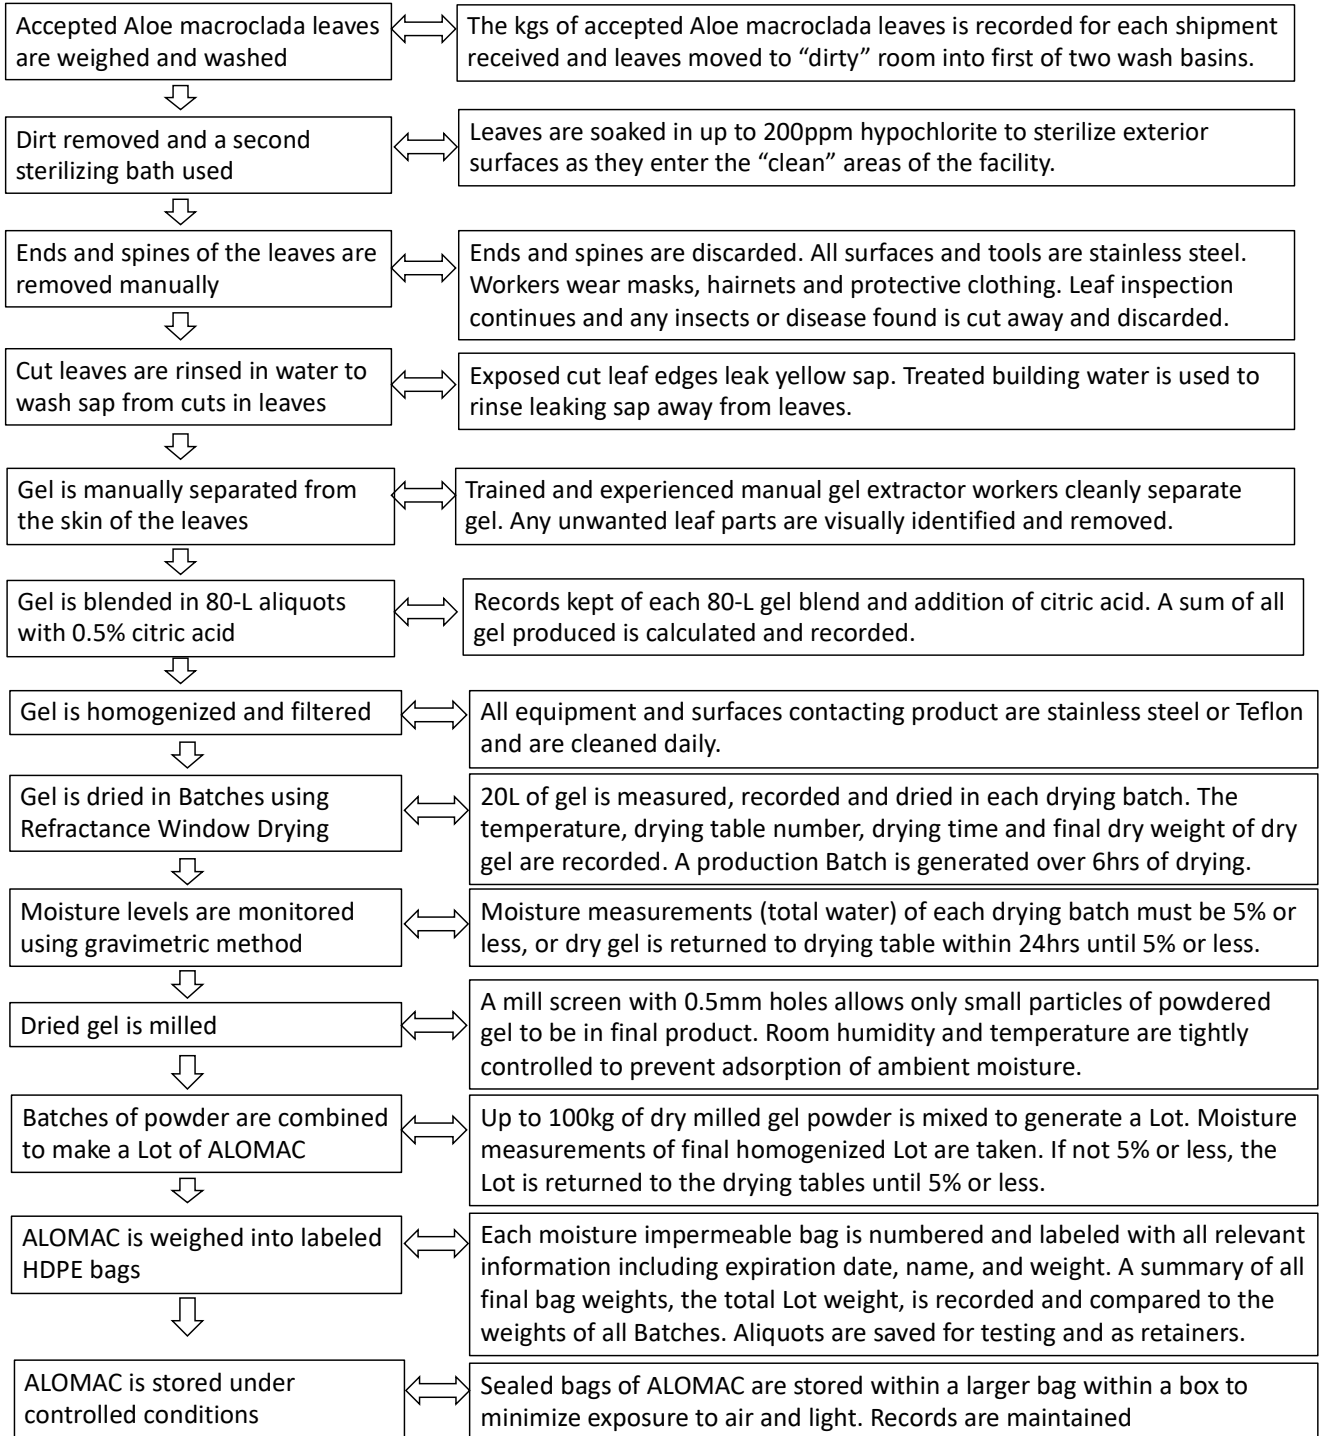 Accepted Aloe macroclada leaves
are weighed and washed
The kgs of accepted Aloe macroclada leaves is recorded for each shipment
received and leaves moved to “dirty” room into first of two wash basins.
Dirt removed and a second
sterilizing bath used
Leaves are soaked in up to 200ppm hypochlorite to sterilize exterior
surfaces as they enter the “clean” areas of the facility.
Ends and spines of the leaves are
removed manually
Ends and spines are discarded. All surfaces and tools are stainless steel.
Workers wear masks, hairnets and protective clothing. Leaf inspection
continues and any insects or disease found is cut away and discarded.
Cut leaves are rinsed in water to
wash sap from cuts in leaves
Exposed cut leaf edges leak yellow sap. Treated building water is used to
rinse leaking sap away from leaves.
Gel is manually separated from
the skin of the leaves
Trained and experienced manual gel extractor workers cleanly separate
gel. Any unwanted leaf parts are visually identified and removed.
Gel is blended in 80-L aliquots
with 0.5% citric acid
Records kept of each 80-L gel blend and addition of citric acid. A sum of all
gel produced is calculated and recorded.
Gel is homogenized and filtered
All equipment and surfaces contacting product are stainless steel or Teflon
and are cleaned daily.
Gel is dried in Batches using
Refractance Window Drying
20L of gel is measured, recorded and dried in each drying batch. The
temperature, drying table number, drying time and final dry weight of dry
gel are recorded. A production Batch is generated over 6hrs of drying.
Moisture levels are monitored
using gravimetric method
Moisture measurements (total water) of each drying batch must be 5% or
less, or dry gel is returned to drying table within 24hrs until 5% or less.
Dried gel is milled
A mill screen with 0.5mm holes allows only small particles of powdered
gel to be in final product. Room humidity and temperature are tightly
controlled to prevent adsorption of ambient moisture.
Batches of powder are combined
to make a Lot of ALOMAC
Up to 100kg of dry milled gel powder is mixed to generate a Lot. Moisture
measurements of final homogenized Lot are taken. If not 5% or less, the
Lot is returned to the drying tables until 5% or less.
ALOMAC is weighed into labeled
HDPE bags
Each moisture impermeable bag is numbered and labeled with all relevant
information including expiration date, name, and weight. A summary of all
final bag weights, the total Lot weight, is recorded and compared to the
weights of all Batches. Aliquots are saved for testing and as retainers.
ALOMAC is stored under
controlled conditions
Sealed bags of ALOMAC are stored within a larger bag within a box to
minimize exposure to air and light. Records are maintained